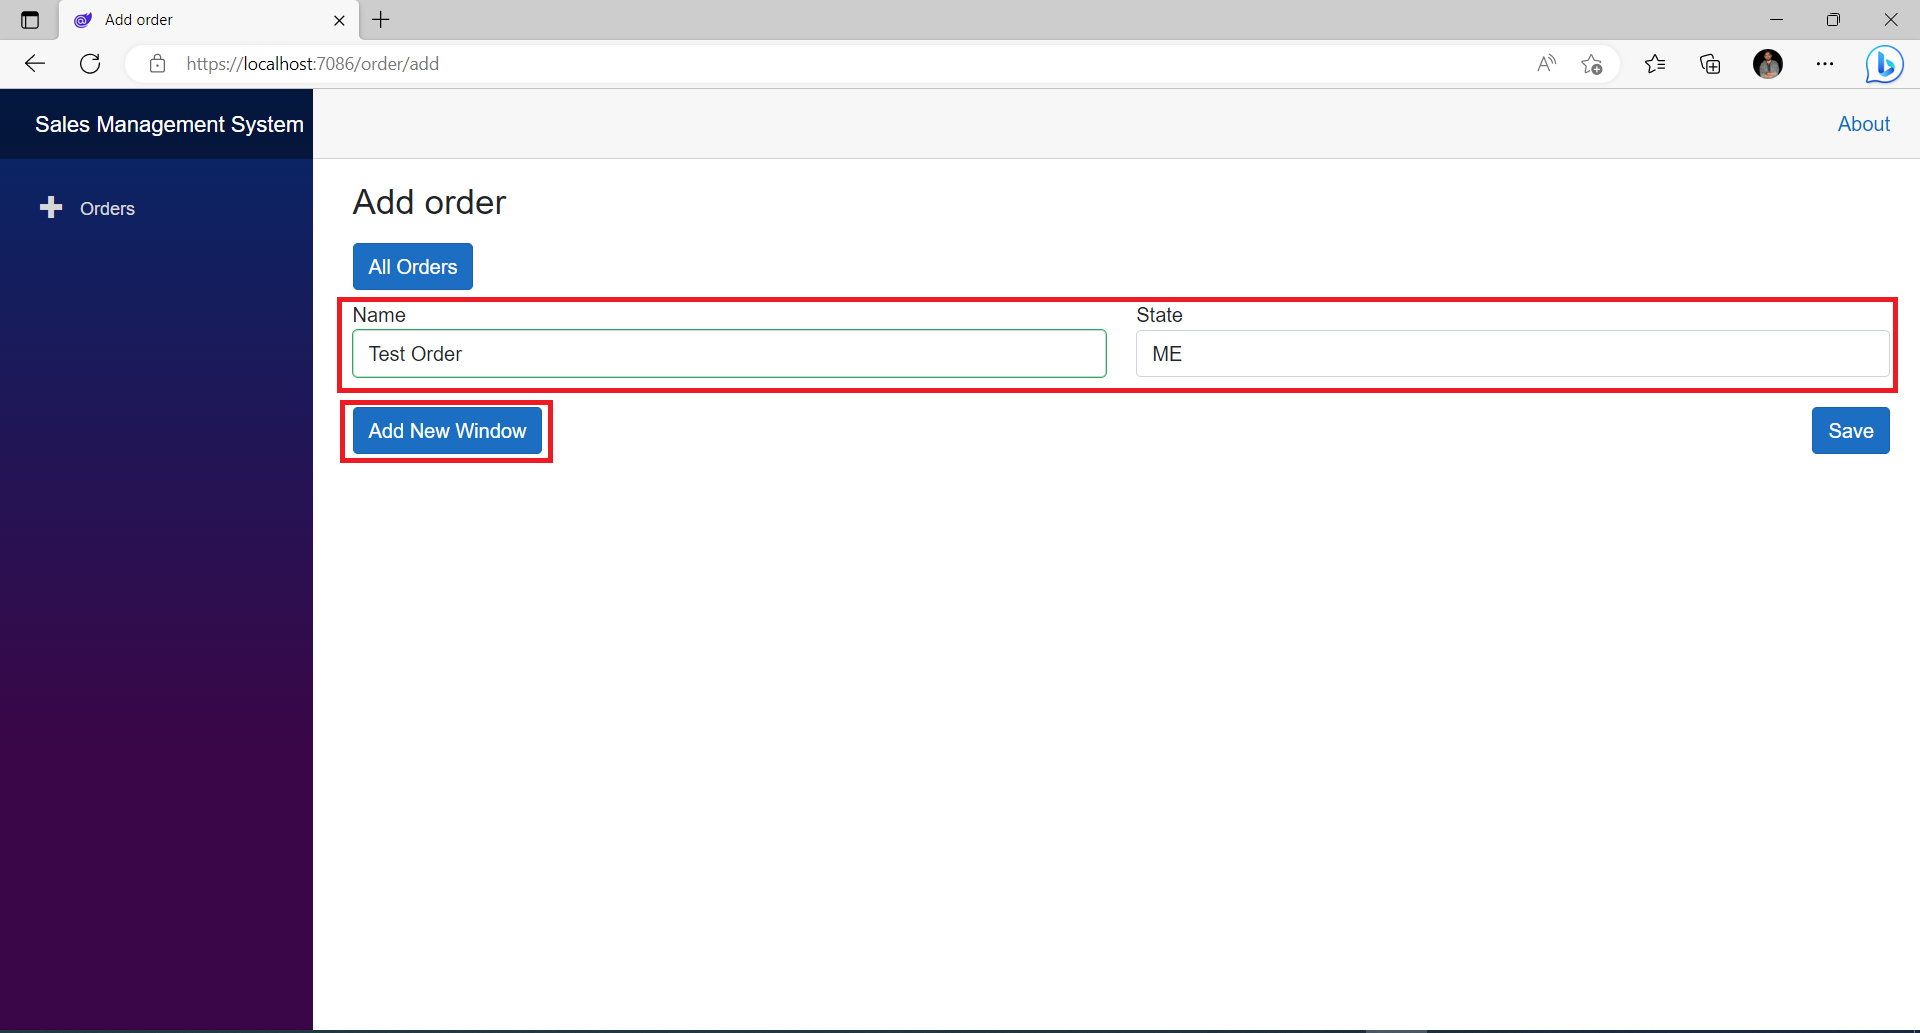 Add order
https://localhost:7086/order/add
Sales Management System
About
Orders
Add order
All Orders
Name State
Test Order ME
Add New Window Save